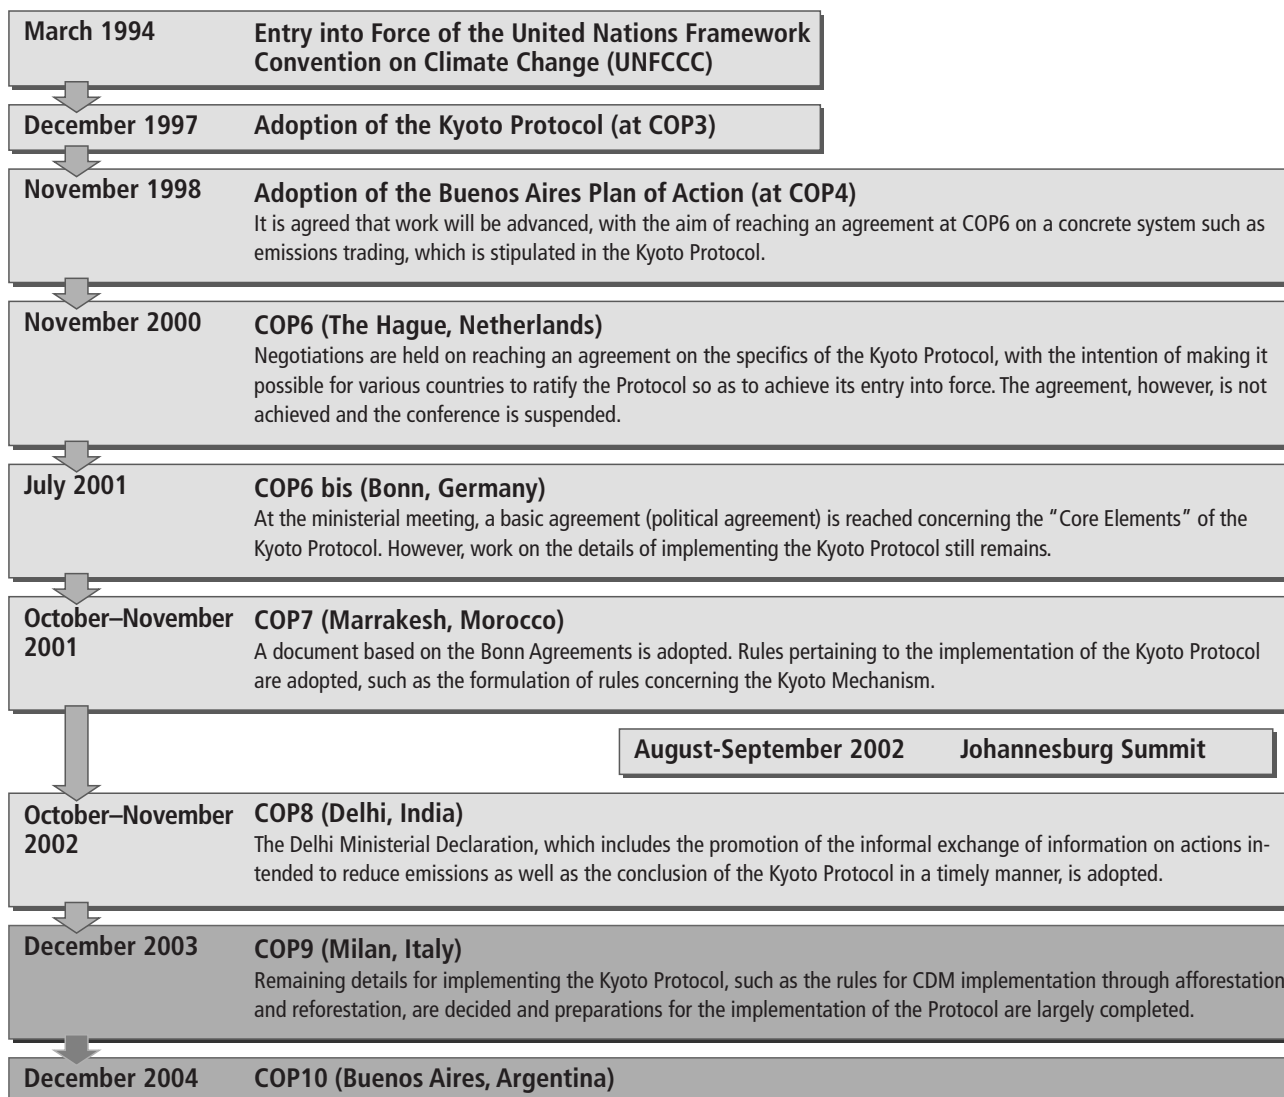 March 1994
Entry into Force of the United Nations Framework
Convention on Climate Change (UNFCCC)
December 1997
Adoption of the Kyoto Protocol (at COP3)
November 1998
Adoption of the Buenos Aires Plan of Action (at COP4)
It is agreed that work will be advanced, with the aim of reaching an agreement at COP6 on a concrete system such as
emissions trading, which is stipulated in the Kyoto Protocol.
November 2000
COP6 (The Hague, Netherlands)
Negotiations are held on reaching an agreement on the specifics of the Kyoto Protocol, with the intention of making it
possible for various countries to ratify the Protocol so as to achieve its entry into force. The agreement, however, is not
achieved and the conference is suspended.
July 2001
COP6 bis (Bonn, Germany)
At the ministerial meeting, a basic agreement (political agreement) is reached concerning the “Core Elements” of the
Kyoto Protocol. However, work on the details of implementing the Kyoto Protocol still remains.
October–November
2001
COP7 (Marrakesh, Morocco)
A document based on the Bonn Agreements is adopted. Rules pertaining to the implementation of the Kyoto Protocol
are adopted, such as the formulation of rules concerning the Kyoto Mechanism.
August-September 2002 Johannesburg Summit
October–November
2002
COP8 (Delhi, India)
The Delhi Ministerial Declaration, which includes the promotion of the informal exchange of information on actions in-
tended to reduce emissions as well as the conclusion of the Kyoto Protocol in a timely manner, is adopted.
December 2003
COP9 (Milan, Italy)
Remaining details for implementing the Kyoto Protocol, such as the rules for CDM implementation through afforestation
and reforestation, are decided and preparations for the implementation of the Protocol are largely completed.
December 2004
COP10 (Buenos Aires, Argentina)